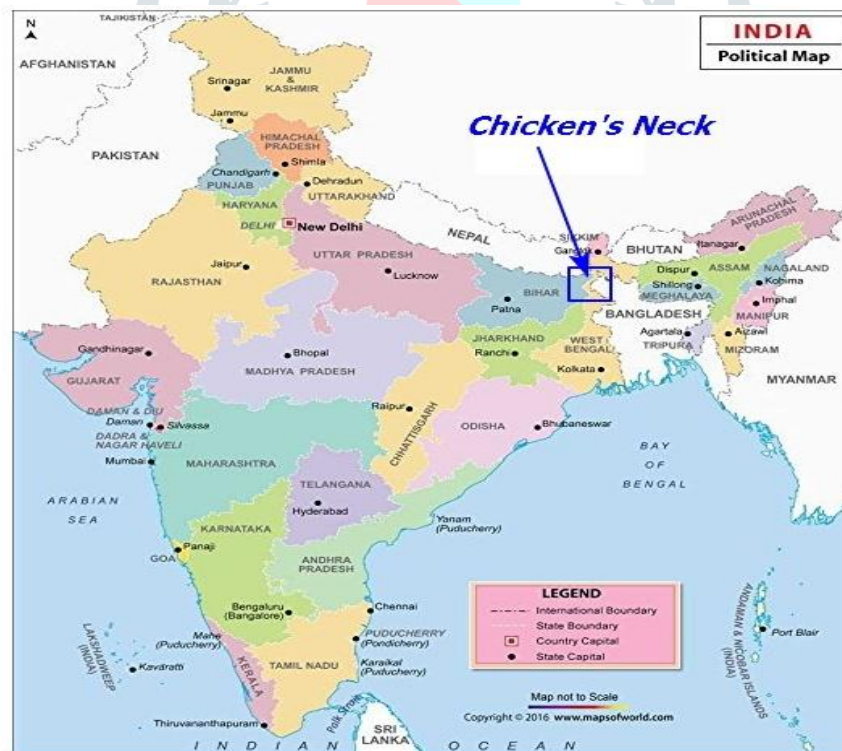 N
INDIA
Political Map
TAJIKISTAN
AFGHANISTAN
JAMMU
&
KASHMIR
Srinagar
Jammu
Chicken's Neck
HIMACHAL
PRADESH
Shimla
PAKISTAN
Chandigarh
PUNJAB
Dehradun
UTTARAKHAND
HARYANA
DELHI
New Delhi
ARUNACHAL
PRADESH
NEPAL
SIKKIM
Gangtok
BHUTAN
Itanagar
RAJASTHAN
Jaipur
UTTAR PRADESH
Lucknow
Dispur
ASSAM
NAGALAND
Kohima
Shillong
MEGHALAYA
BIHAR
Patna
Imphal
MANIPUR
BANGLADESH
Agartala
TRIPURA
Aizawl
MIZORAM
JHARKHAND
Ranchi
WEST
BENGAL
Kolkata
Gandhinagar
GUJARAT
Bhopal
MADHYA PRADESH
MYANMAR
Raipur
CHHATTISGARH
DAMAN & DIU
Daman
Silvassa
DADRA &
NAGAR HAVELI
Mumbai
ODISHA
Bhubaneswar
MAHARASHTRA
BAY
OF
BENGAL
ARABIAN
SEA
TELANGANA
Hyderabad
Yanam
(Puducherry)
KARNATAKA
Panaji
GOA
ANDHRA
PRADESH
LEGEND
International Boundary
State Boundary
Country Capital
State Capital
Bengaluru
(Bangalore)
Chennai
Mahe
(Puducherry)
PUDUCHERRY
(Pondicherry)
LAKSHADWEEP
(INDIA)
Kavaratti
KERALA
TAMIL NADU
Karaikal
(Puducherry)
ANDAMAN & NICOBAR ISLANDS
(INDIA)
Port Blair
Map not to Scale
Copyright © 2016 www.mapsofworld.com
Thiruvananthapuram
Palk Strait
SRI
LANKA
INDIAN OCEAN